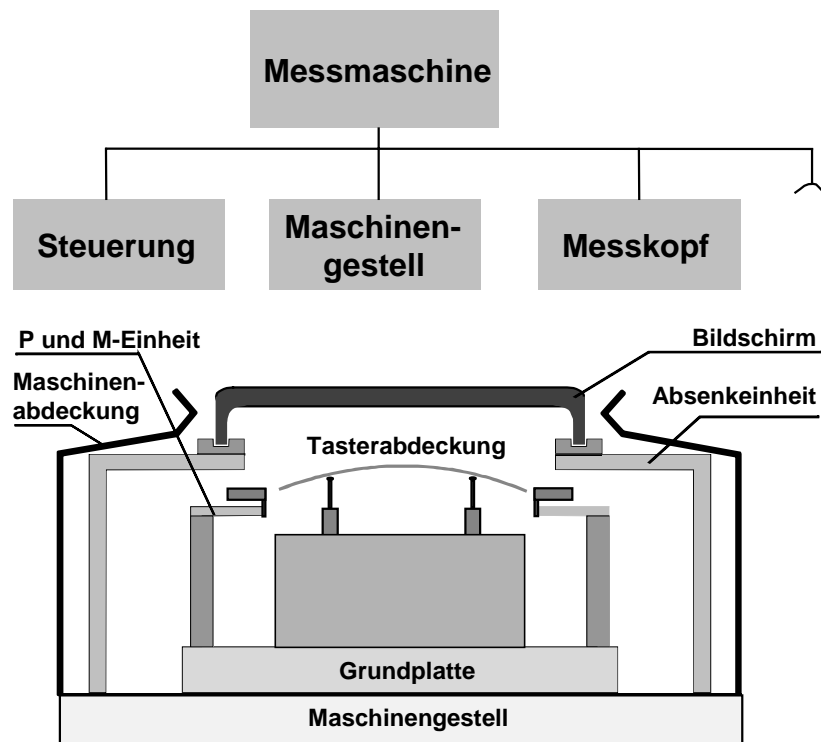 Messmaschine
Steuerung
Maschinen-
gestell
Messkopf
P und M-Einheit
Bildschirm
Maschinen-
abdeckung
Absenkeinheit
Tasterabdeckung
Grundplatte
Maschinengestell